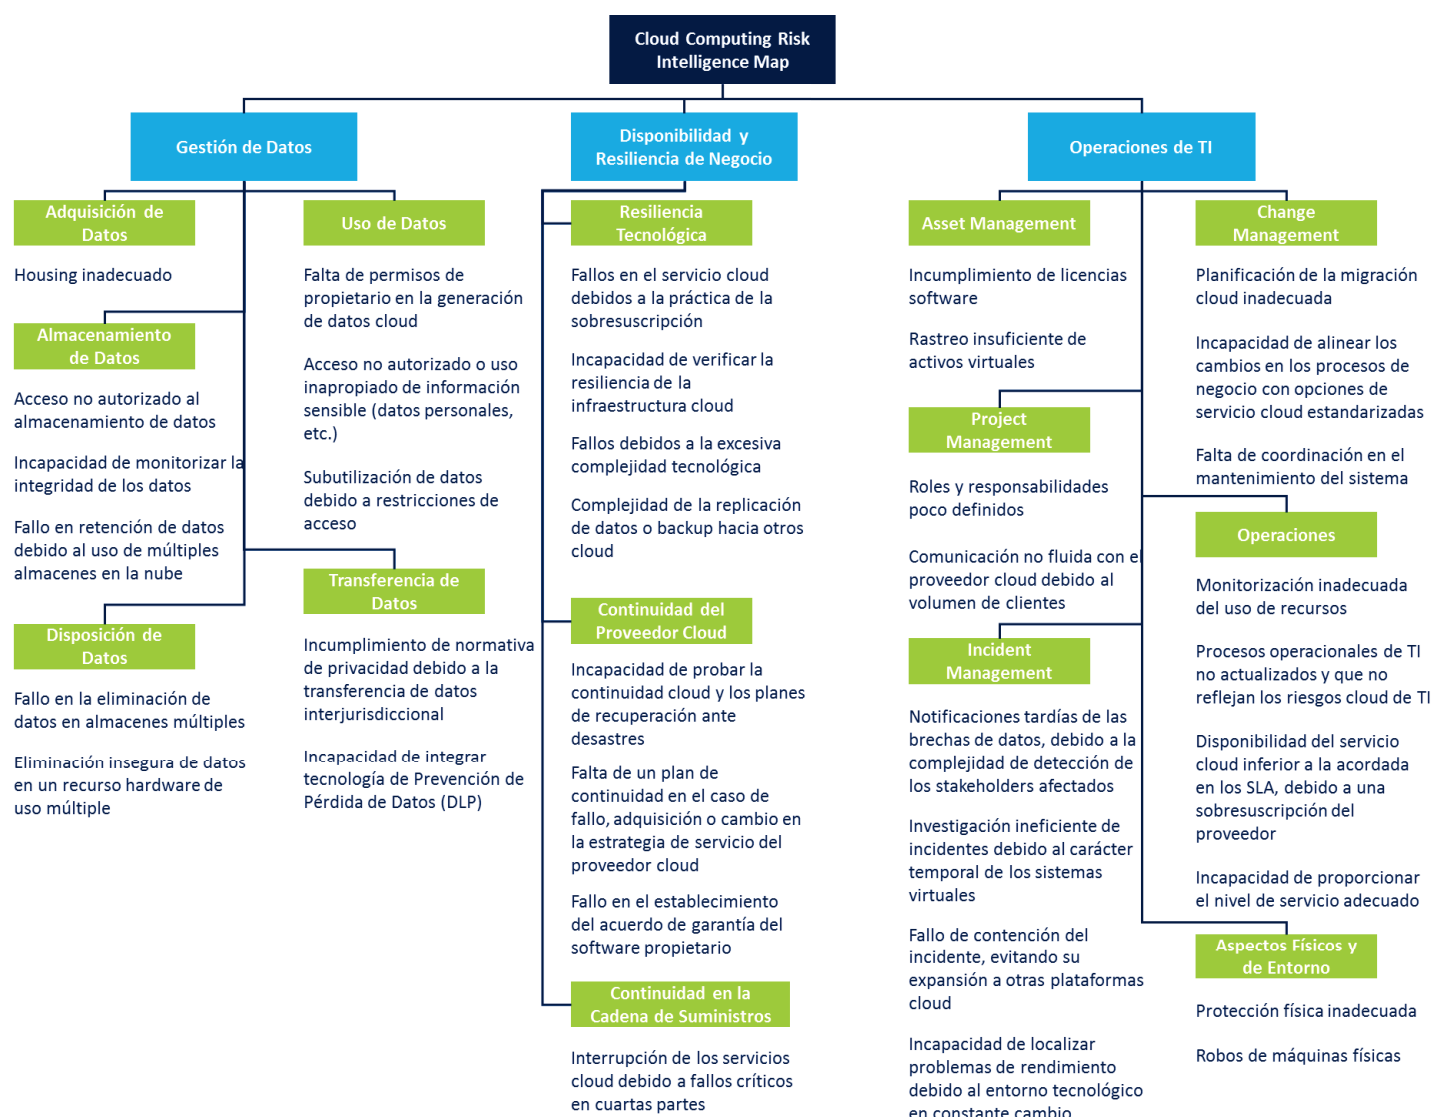 Cloud Computing Risk
Intelligence Map
Gestión de Datos
Adquisición de
Datos
Housing inadecuado
Almacenamiento
de Datos
Acceso no autorizado al
almacenamiento de datos
Incapacidad de monitorizar la
integridad de los datos
Fallo en retención de datos
debido al uso de múltiples
almacenes en la nube
Disposición de
Datos
Fallo en la eliminación de
datos en almacenes múltiples
Eliminación insegura de datos
en un recurso hardware de
uso múltiple
Uso de Datos
Falta de permisos de
propietario en la generación
de datos cloud
Acceso no autorizado o uso
inapropiado de información
sensible (datos personales,
etc.)
Subutilización de datos
debido a restricciones de
acceso
Transferencia de
Datos
Incumplimiento de normativa
de privacidad debido a la
transferencia de datos
interjurisdiccional
Incapacidad de integrar
tecnología de Prevención de
Pérdida de Datos (DLP)
Disponibilidad y
Resiliencia de Negocio
Resiliencia
Tecnológica
Fallos en el servicio cloud
debidos a la práctica de la
sobresuscripción
Incapacidad de verificar la
resiliencia de la
infraestructura cloud
Fallos debidos a la excesiva
complejidad tecnológica
Complejidad de la replicación
de datos o backup hacia otros
cloud
Continuidad del
Proveedor Cloud
Incapacidad de probar la
continuidad cloud y los planes
de recuperación ante
desastres
Falta de un plan de
continuidad en el caso de
fallo, adquisición o cambio en
la estrategia de servicio del
proveedor cloud
Fallo en el establecimiento
del acuerdo de garantía del
software propietario
Continuidad en la
Cadena de Suministros
Interrupción de los servicios
cloud debido a fallos críticos
en cuartas partes
Operaciones de TI
Asset Management
Incumplimiento de licencias
software
Rastreo insuficiente de
activos virtuales
Project
Management
Roles y responsabilidades
poco definidos
Comunicación no fluida con el
proveedor cloud debido al
volumen de clientes
Incident
Management
Notificaciones tardías de las
brechas de datos, debido a la
complejidad de detección de
los stakeholders afectados
Investigación ineficiente de
incidentes debido al carácter
temporal de los sistemas
virtuales
Fallo de contención del
incidente, evitando su
expansión a otras plataformas
cloud
Incapacidad de localizar
problemas de rendimiento
debido al entorno tecnológico
en constante cambio
Change
Management
Planificación de la migración
cloud inadecuada
Incapacidad de alinear los
cambios en los procesos de
negocio con opciones de
servicio cloud estandarizadas
Falta de coordinación en el
mantenimiento del sistema
Operaciones
Monitorización inadecuada
del uso de recursos
Procesos operacionales de TI
no actualizados y que no
reflejan los riesgos cloud de TI
Disponibilidad del servicio
cloud inferior a la acordada
en los SLA, debido a una
sobresuscripción del
proveedor
Incapacidad de proporcionar
el nivel de servicio adecuado
Aspectos Físicos y
de Entorno
Protección física inadecuada
Robos de máquinas físicas